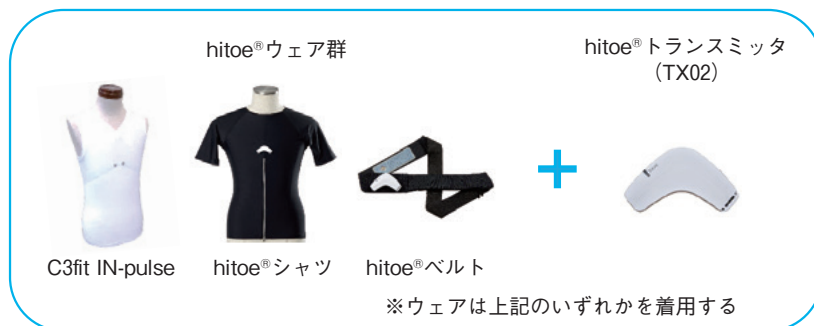 hitoe®ウェア群
hitoe®トランスミッタ
（TX02）
C3fit IN-pulse
hitoe®シャツ
hitoe®ベルト
※ウェアは上記のいずれかを着用する